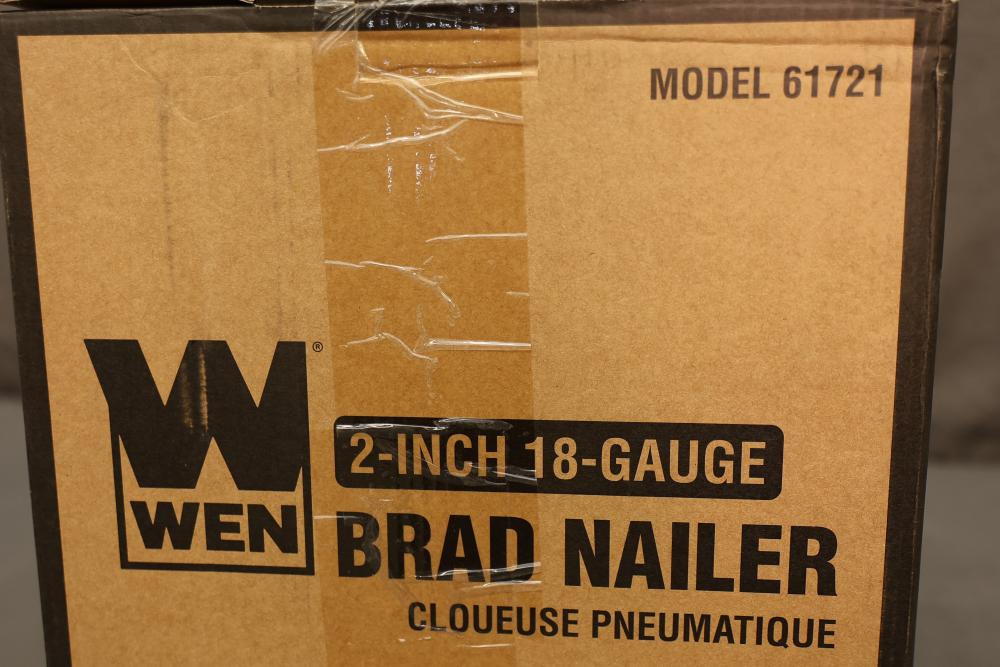 MODEL 61721
W®
WEN
2-INCH 18-GAUGE
BRAD NAILER
CLOUEUSE PNEUMATIQUE